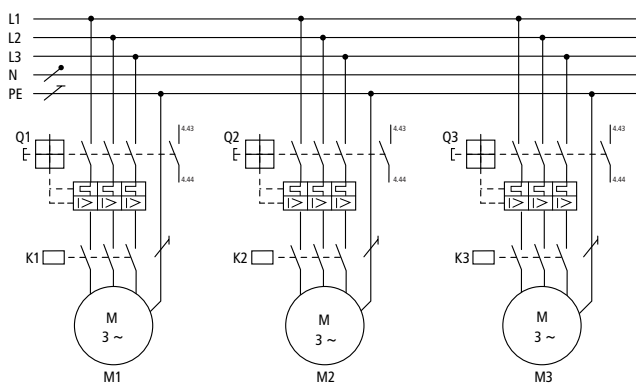 L1
L2
L3
N
PE
Q1
4.43
4.44
Q2
4.43
4.44
Q3
4.43
4.44
I> I> I>
I> I> I>
I> I> I>
K1
K2
K3
M
3 ~
M
3 ~
M
3 ~
M1
M2
M3